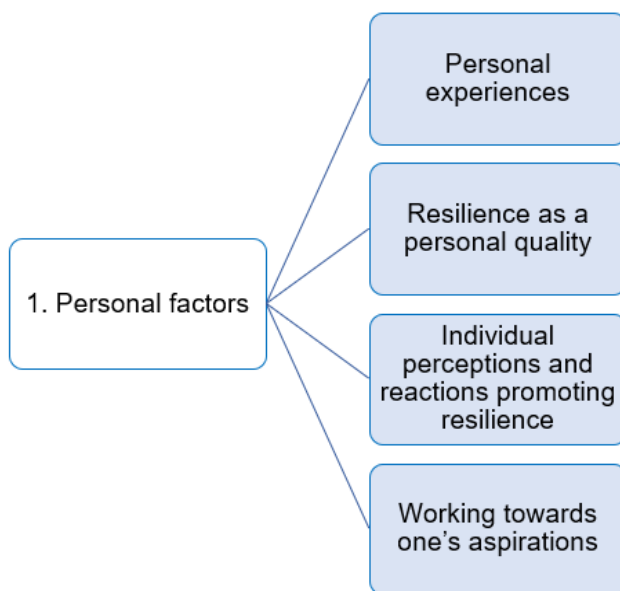 Personal
experiences
Resilience as a
personal quality
1. Personal factors
Individual
perceptions and
reactions promoting
resilience
Working towards
one’s aspirations